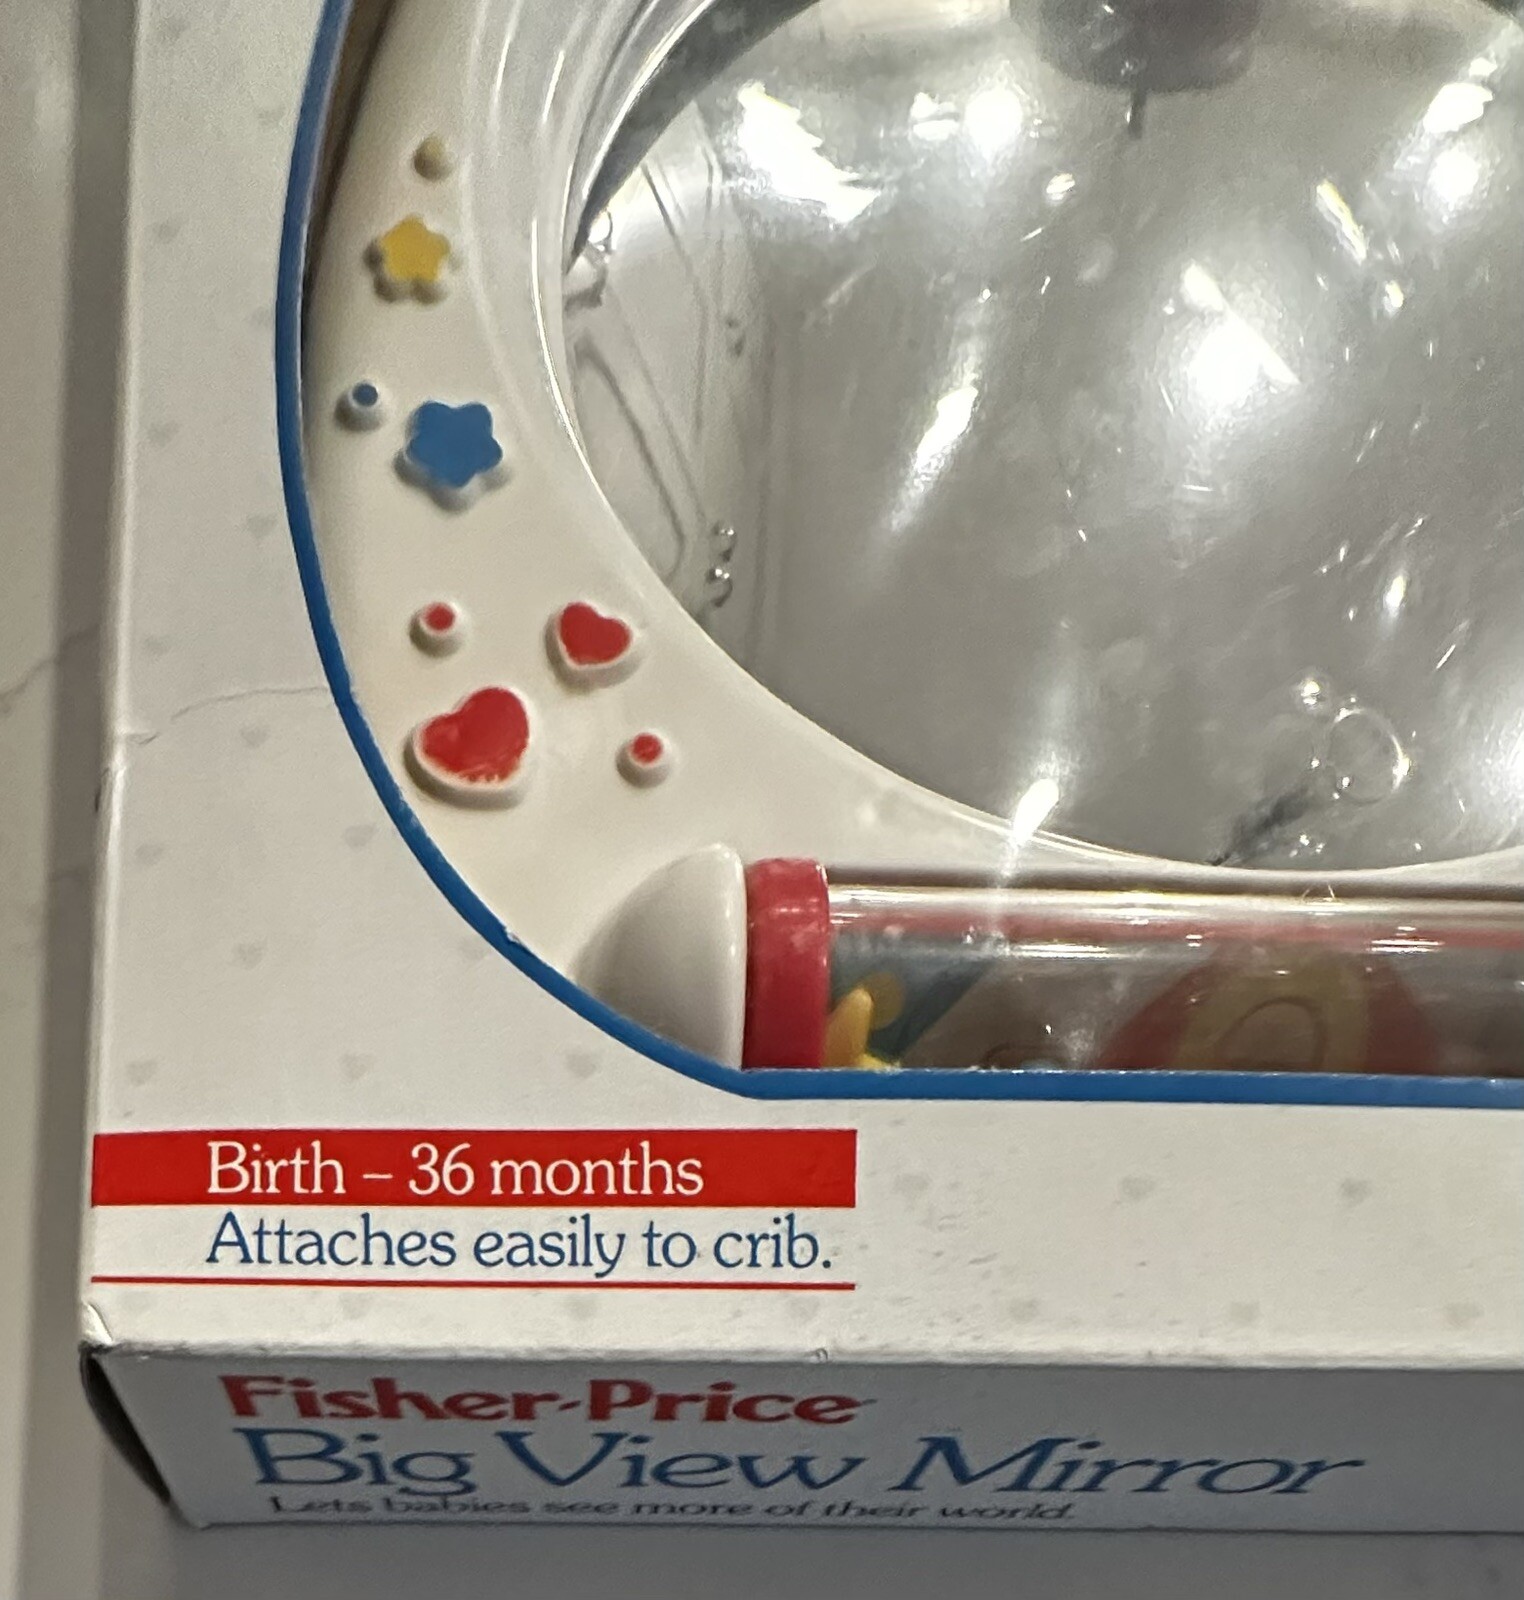 Birth – 36 months
Attaches easily to crib.
Fisher-Price
Big View Mirror
Lets babies see more of their world.